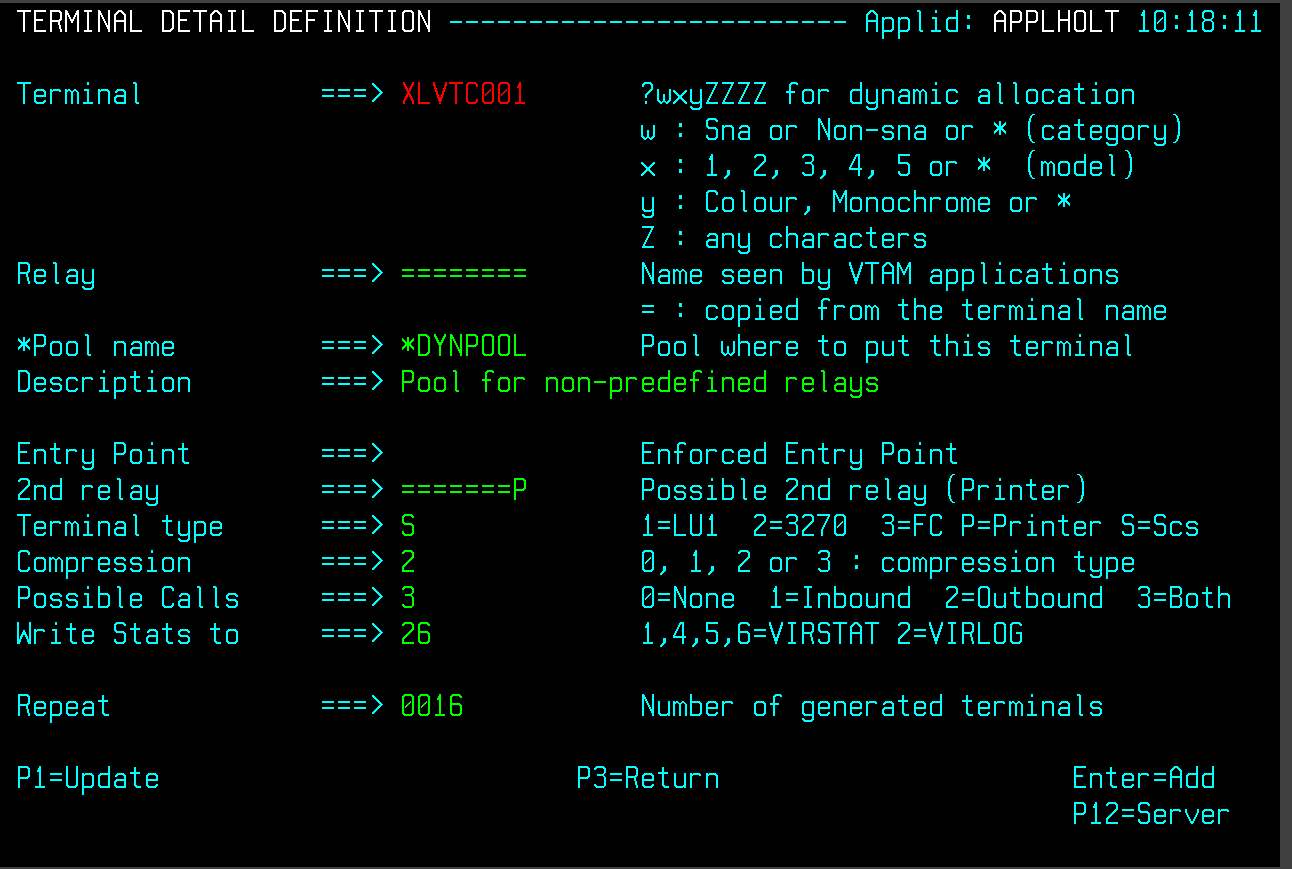 TERMINAL DETAIL DEFINITION ------------------------- Applid: APPLHOLT 10:18:11
Terminal ===> XLVTC001 ?wxyZZZZ for dynamic allocation
w : Sna or Non-sna or * (category)
x : 1, 2, 3, 4, 5 or * (model)
y : Colour, Monochrome or *
Z : any characters
Relay ===> ======== Name seen by VTAM applications
= : copied from the terminal name
*Pool name ===> *DYNPOOL Pool where to put this terminal
Description ===> Pool for non-predefined relays
Entry Point ===> Enforced Entry Point
2nd relay ===> =======P Possible 2nd relay (Printer)
Terminal type ===> S 1=LU1 2=3270 3=FC P=Printer S=Scs
Compression ===> 2 0, 1, 2 or 3 : compression type
Possible Calls ===> 3 0=None 1=Inbound 2=Outbound 3=Both
Write Stats to ===> 26 1,4,5,6=VIRSTAT 2=VIRLOG
Repeat ===> 0016 Number of generated terminals
P1=Update P3=Return Enter=Add
P12=Server